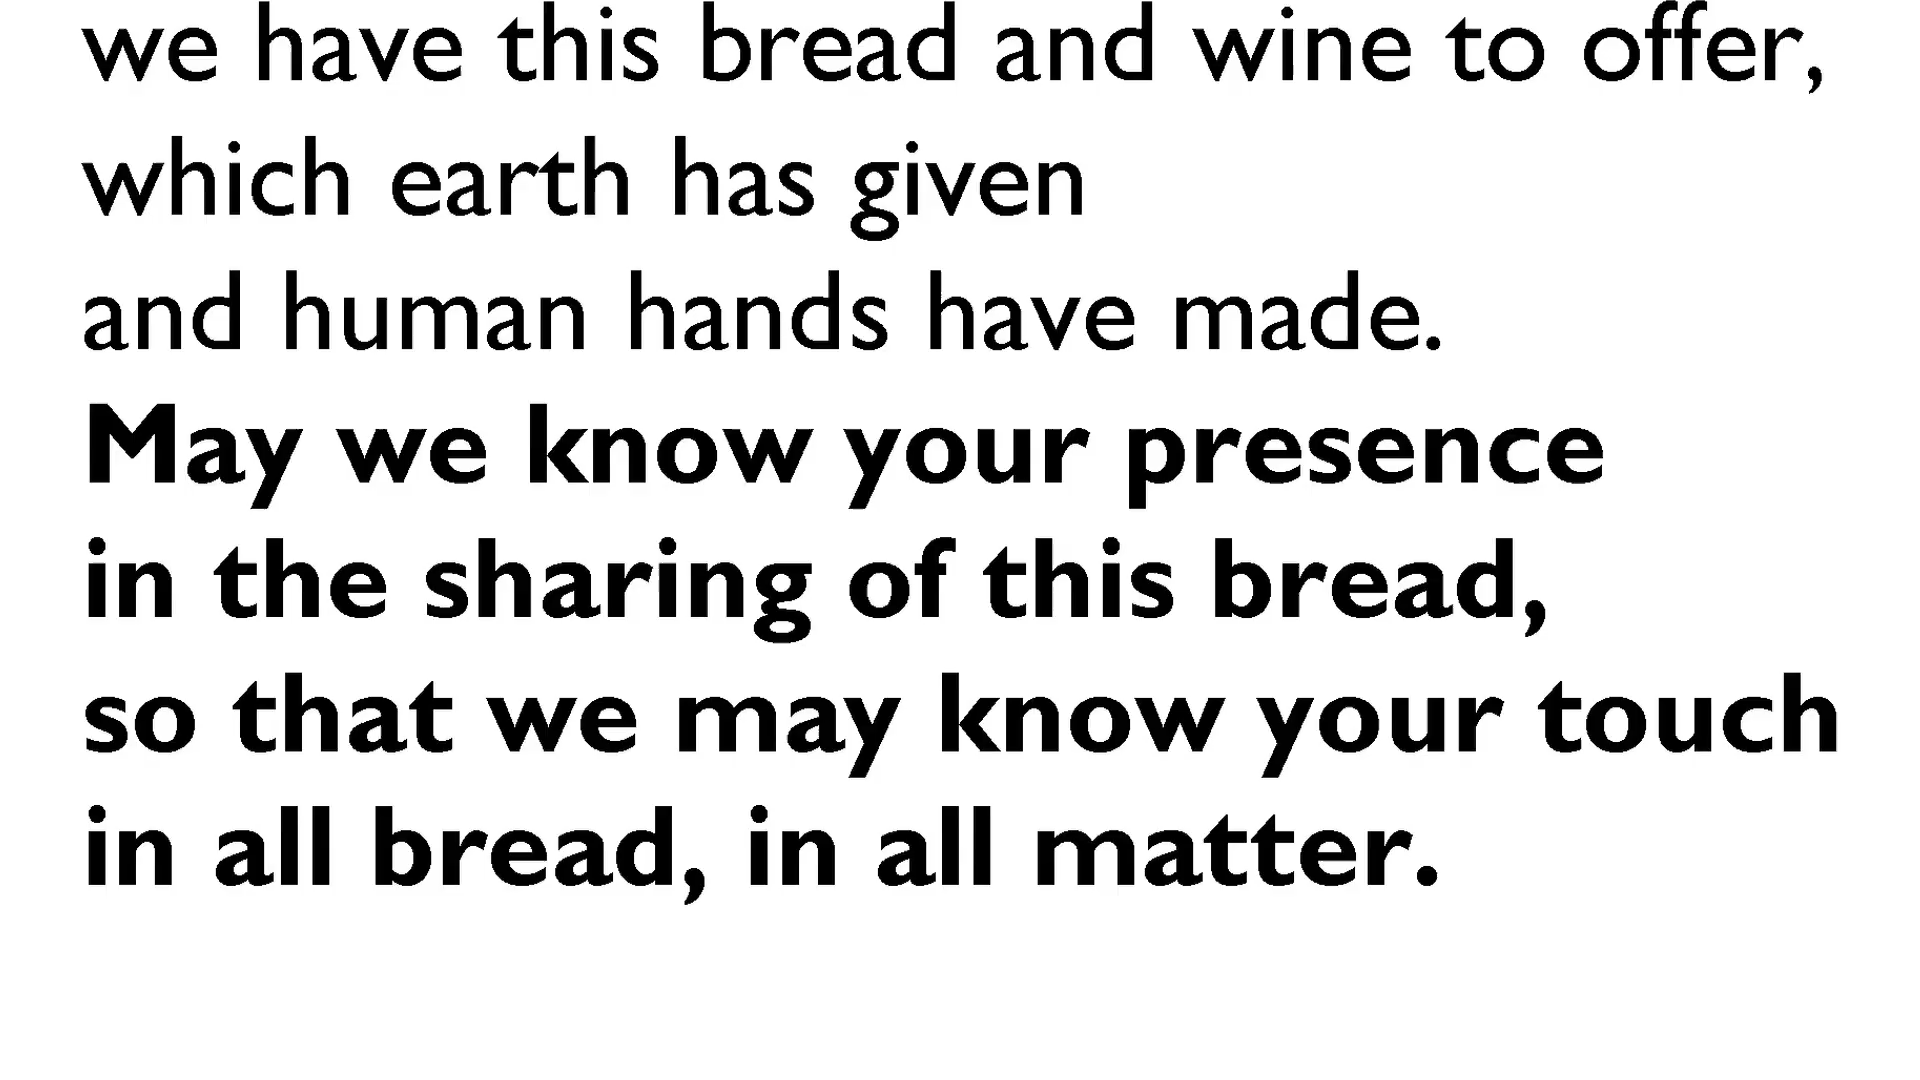 we have this bread and wine to offer,
which earth has given
and human hands have made.
May we know your presence
in the sharing of this bread,
so that we may know your touch
in all bread, in all matter.